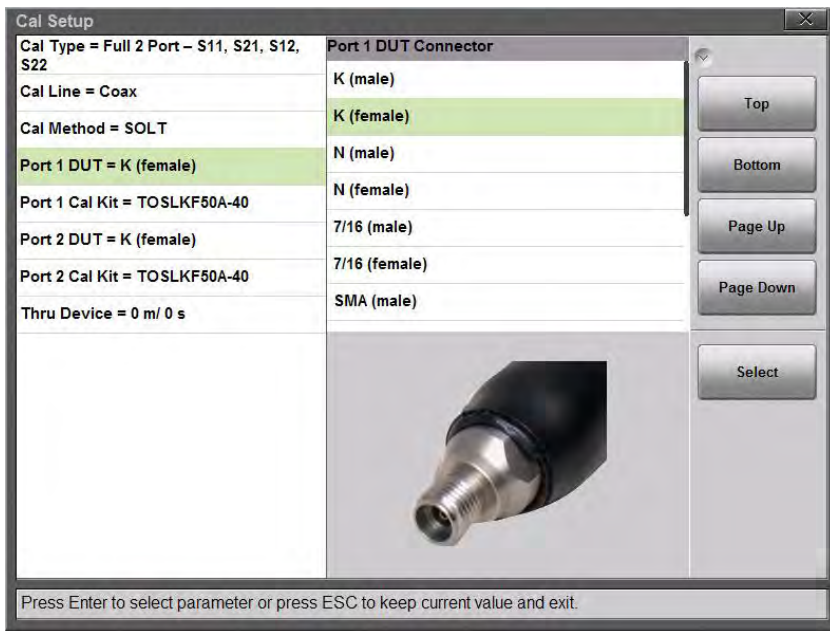 Cal Setup
Cal Type = Full 2 Port – S11, S21, S12,
S22
Cal Line = Coax
Cal Method = SOLT
Port 1 DUT = K (female)
Port 1 Cal Kit = TOSLKF50A-40
Port 2 DUT = K (female)
Port 2 Cal Kit = TOSLKF50A-40
Thru Device = 0 m/ 0 s
Port 1 DUT Connector
K (male)
K (female)
N (male)
N (female)
7/16 (male)
7/16 (female)
SMA (male)
Top
Bottom
Page Up
Page Down
Select
Press Enter to select parameter or press ESC to keep current value and exit.